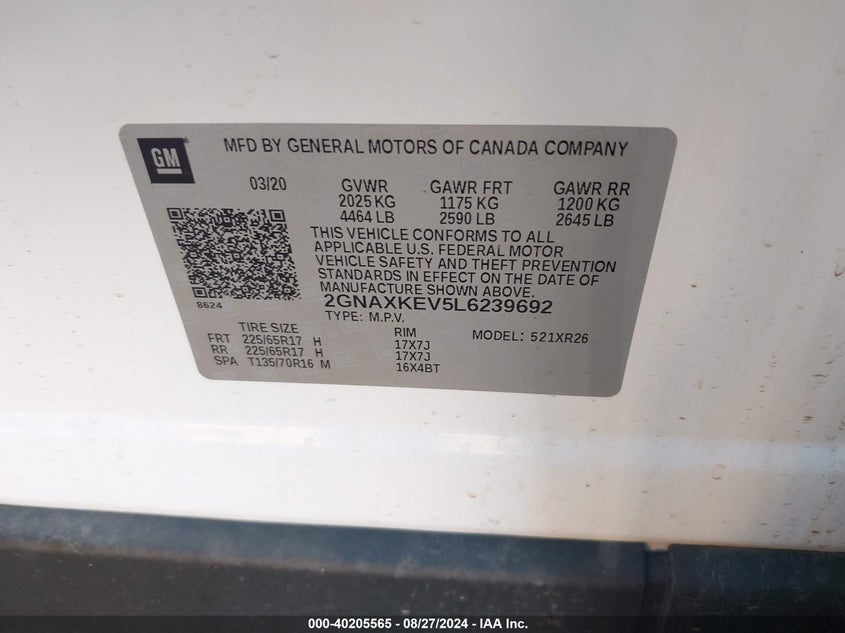 GM
MFD BY GENERAL MOTORS OF CANADA COMPANY
03/20 GVWR GAWR FRT GAWR RR
2025 KG 1175 KG 1200 KG
4464 LB 2590 LB 2645 LB
THIS VEHICLE CONFORMS TO ALL
APPLICABLE U.S. FEDERAL MOTOR
VEHICLE SAFETY AND THEFT PREVENTION
STANDARDS IN EFFECT ON THE DATE OF
MANUFACTURE SHOWN ABOVE.
8624
2GNAXKEV5L6239692
TYPE: M.P.V.
TIRE SIZE RIM MODEL: 521XR26
FRT 225/65R17 H 17X7J
RR 225/65R17 H 17X7J
SPA T135/70R16 M 16X4BT
000-40205565 - 08/27/2024 - IAA Inc.